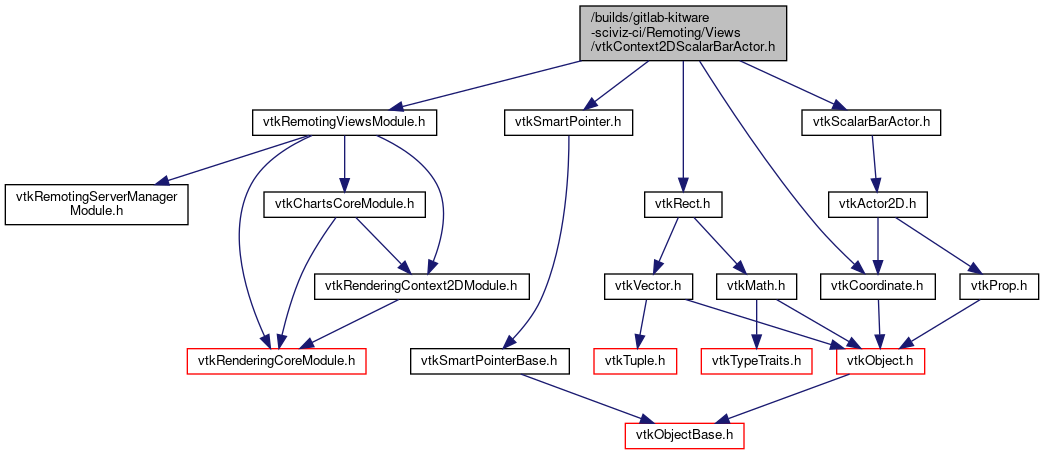 /builds/gitlab-kitware
-sciviz-ci/Remoting/Views
/vtkContext2DScalarBarActor.h
vtkRemotingViewsModule.h
vtkSmartPointer.h
vtkScalarBarActor.h
vtkRemotingServerManager
Module.h
vtkChartsCoreModule.h
vtkRect.h
vtkActor2D.h
vtkRenderingContext2DModule.h
vtkVector.h
vtkMath.h
vtkCoordinate.h
vtkProp.h
vtkRenderingCoreModule.h
vtkSmartPointerBase.h
vtkTuple.h
vtkTypeTraits.h
vtkObject.h
vtkObjectBase.h